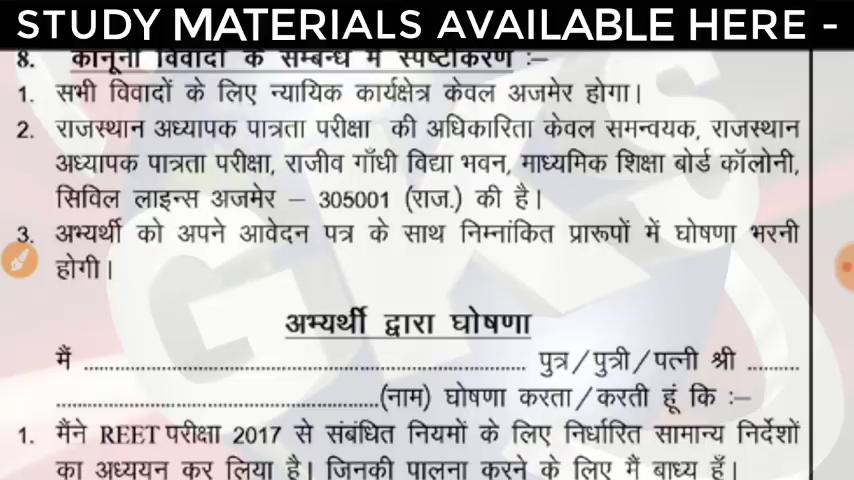 STUDY MATERIALS AVAILABLE HERE -
8. कानूनी विवादों के सम्बन्ध में स्पष्टीकरण :–
1. सभी विवादों के लिए न्यायिक कार्यक्षेत्र केवल अजमेर होगा।
2. राजस्थान अध्यापक पात्रता परीक्षा की अधिकारिता केवल समन्वयक, राजस्थान
अध्यापक पात्रता परीक्षा, राजीव गाँधी विद्या भवन, माध्यमिक शिक्षा बोर्ड कॉलोनी,
सिविल लाइन्स अजमेर – 305001 (राज.) की है।
3. अभ्यर्थी को अपने आवेदन पत्र के साथ निम्नांकित प्रारूपों में घोषणा भरनी
होगी।
अभ्यर्थी द्वारा घोषणा
मैं ........................................................................... पुत्र/पुत्री/पत्नी श्री ..........
.......................................................(नाम) घोषणा करता/करती हूं कि :–
1. मैंने REET परीक्षा 2017 से संबंधित नियमों के लिए निर्धारित सामान्य निर्देशों
का अध्ययन कर लिया है। जिनकी पालना करने के लिए मैं बाध्य हूँ।
GKS